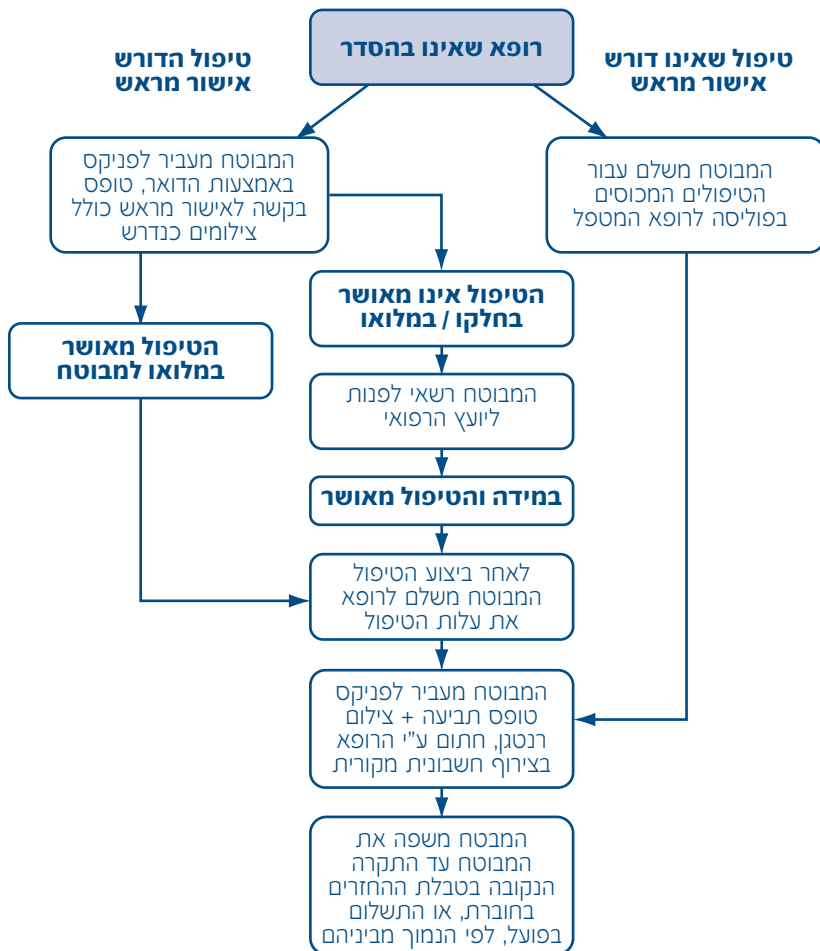 רופא שאינו בהסדר
טיפול שאינו דורש
אישור מראש
טיפול הדורש
אישור מראש
המבוטח משלם עבור
הטיפולים המכוסים
בפוליסה לרופא המטפל
המבוטח מעביר לפניקס
באמצעות הדואר, טופס
בקשה לאישור מראש כולל
צילומים כנדרש
הטיפול אינו מאושר
בחלקו / במלואו
הטיפול מאושר
במלואו למבוטח
המבוטח רשאי לפנות
ליועץ הרפואי
במידה והטיפול מאושר
לאחר ביצוע הטיפול
המבוטח משלם לרופא
את עלות הטיפול
המבוטח מעביר לפניקס
טופס תביעה + צילום
רנטגן, חתום ע"י הרופא
בצירוף חשבונית מקורית
המבטח משפה את
המבוטח עד התקרה
הנקובה בטבלת ההחזרים
בחוברת, או התשלום
בפועל, לפי הנמוך מביניהם